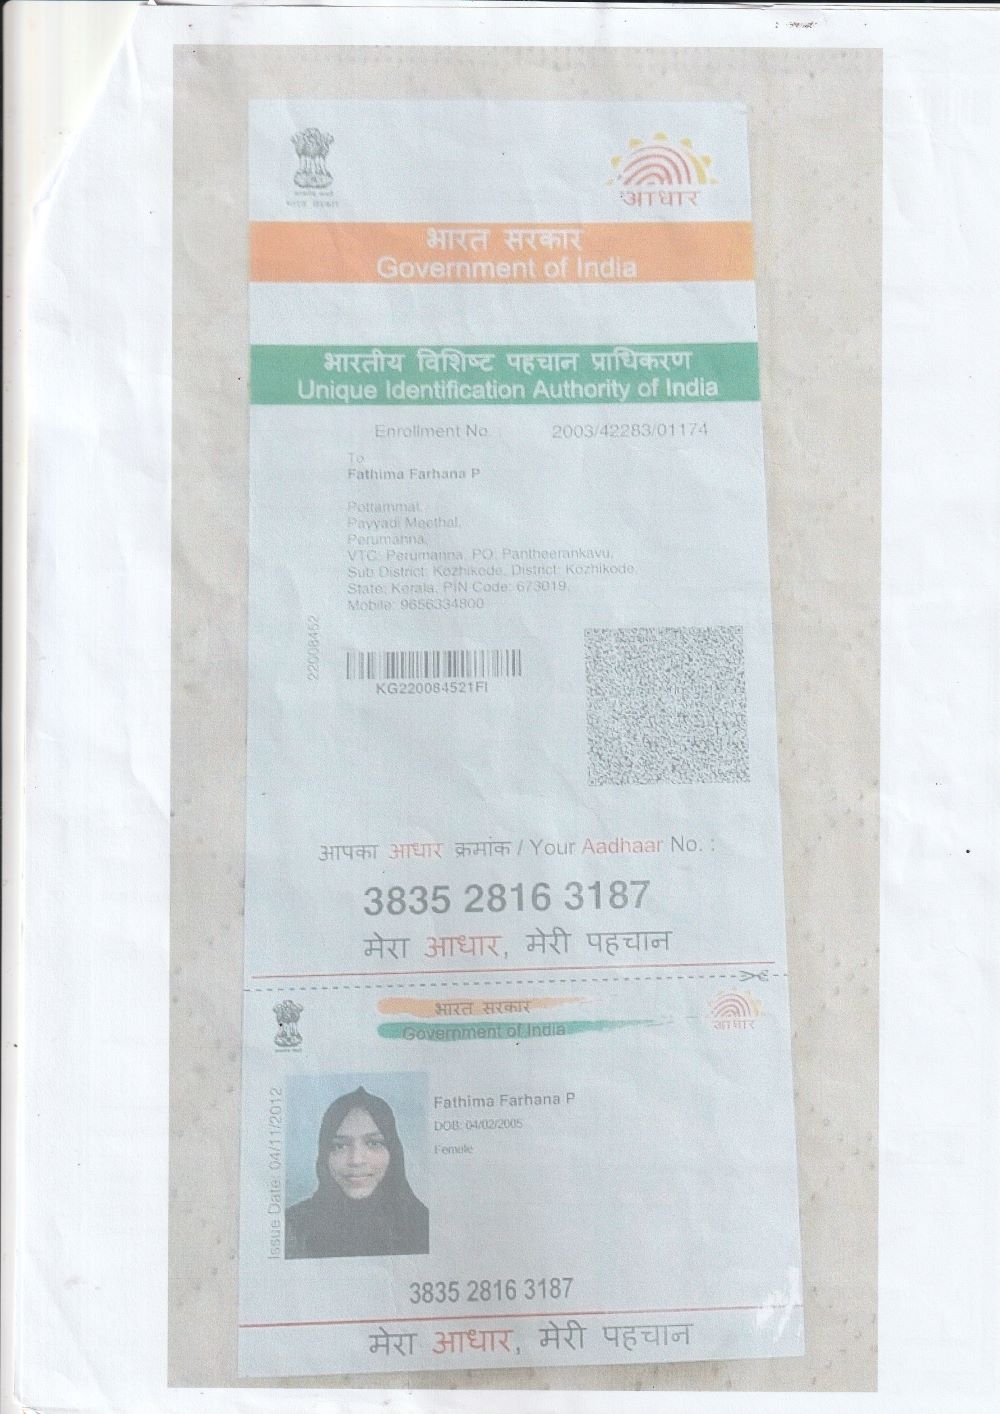 भारत सरकार
आधार
भारत सरकार
Government of India
भारतीय विशिष्ट पहचान प्राधिकरण
Unique Identification Authority of India
Enrollment No 2003/42283/01174
To
Fathima Farhana P
Pottammal,
Payyadi Meethal,
Perumanna,
VTC: Perumanna, PO: Pantheerankavu,
Sub District: Kozhikode, District: Kozhikode,
State: Kerala, PIN Code: 673019,
Mobile: 9656334800
22008452
KG220084521FI
आपका आधार क्रमांक / Your Aadhaar No. :
3835 2816 3187
मेरा आधार, मेरी पहचान
भारत सरकार
Government of India
आधार
Issue Date: 04/11/2012
Fathima Farhana P
DOB: 04/02/2005
Female
3835 2816 3187
मेरा आधार, मेरी पहचान